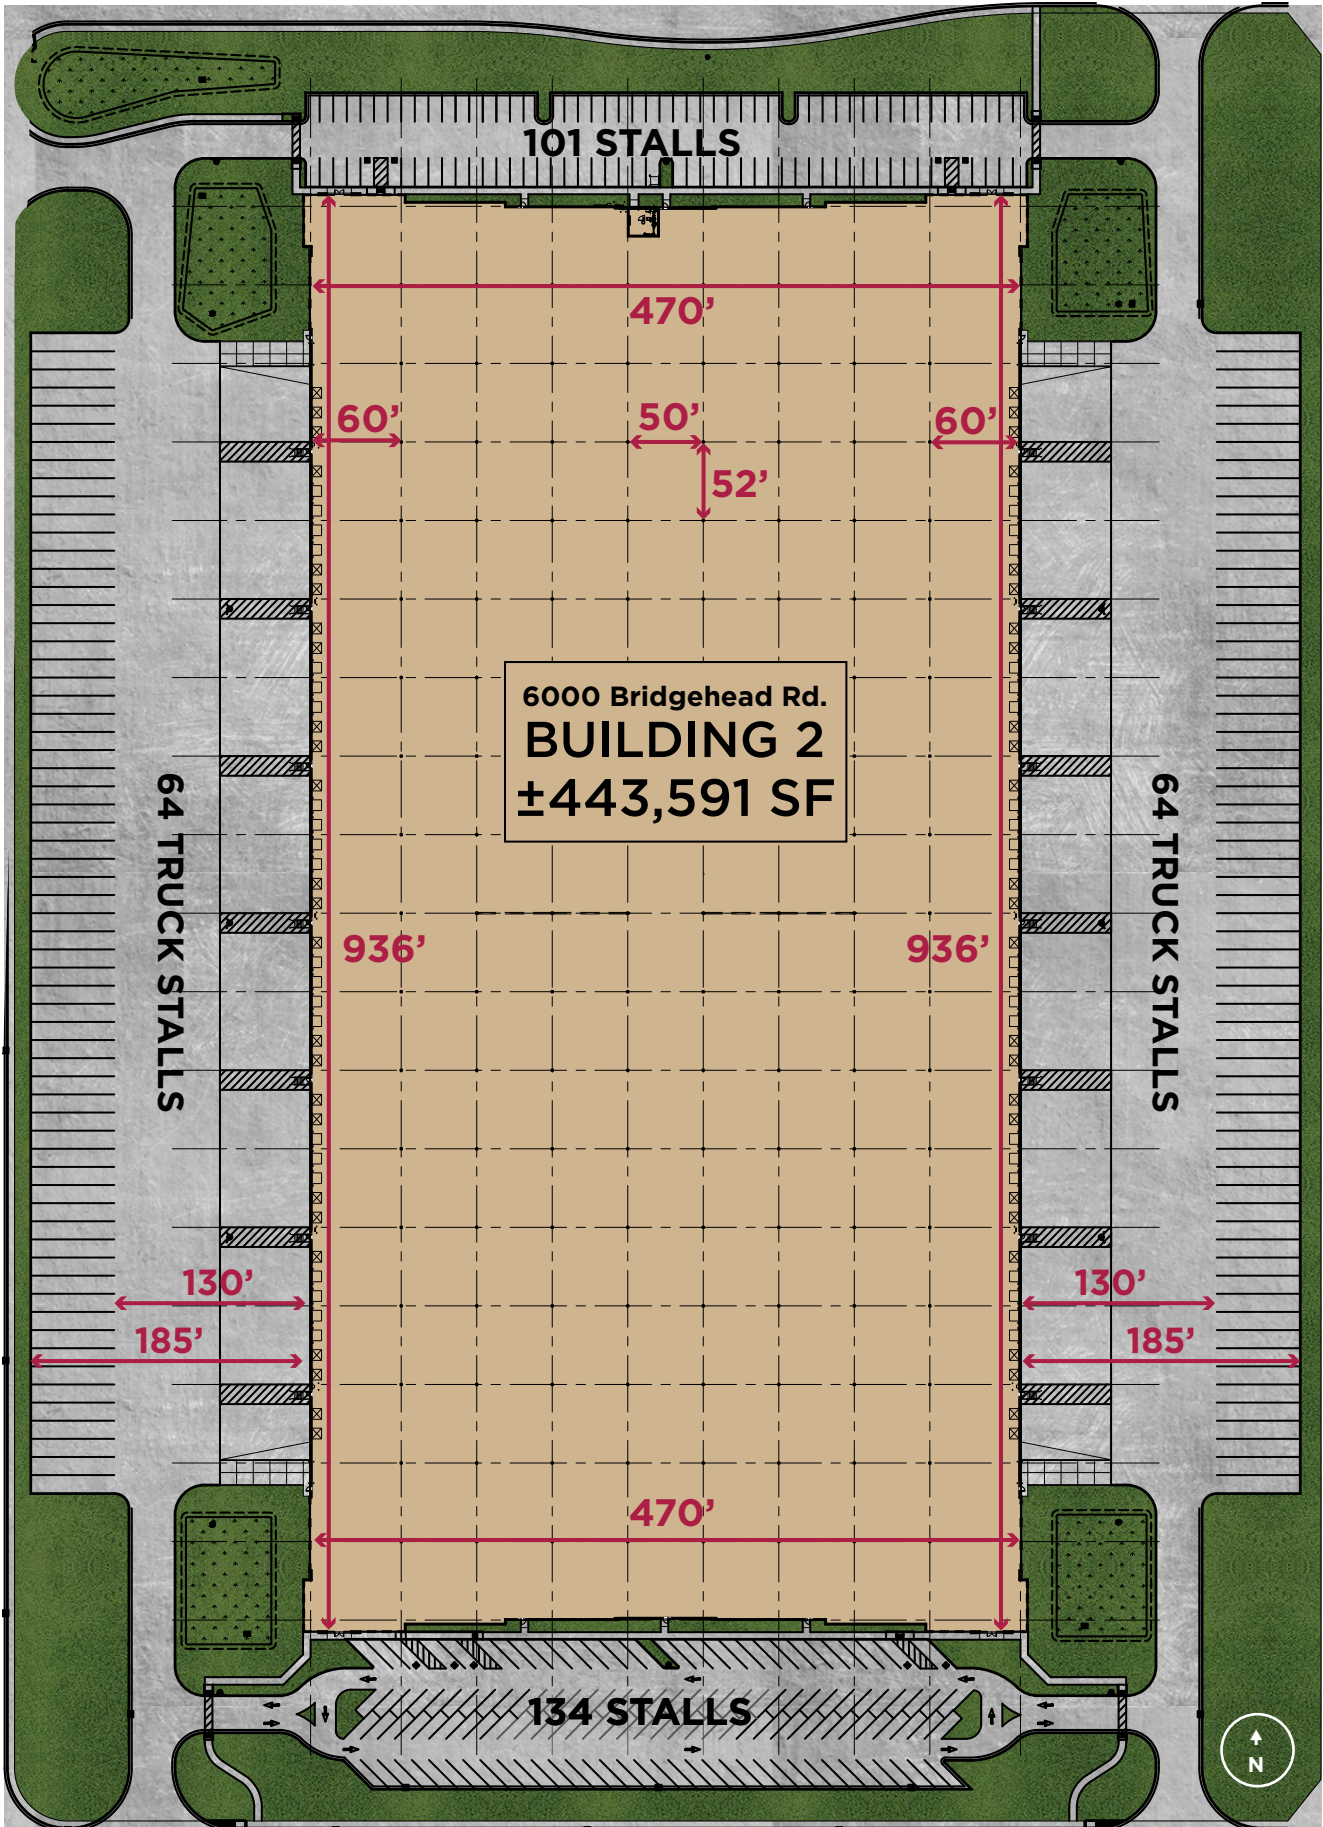 101 STALLS
470’
60’
50’
60’
52’
6000 Bridgehead Rd.
BUILDING 2
±443,591 SF
64 TRUCK STALLS
64 TRUCK STALLS
936’
936’
130’
130’
185’
185’
470’
134 STALLS
N